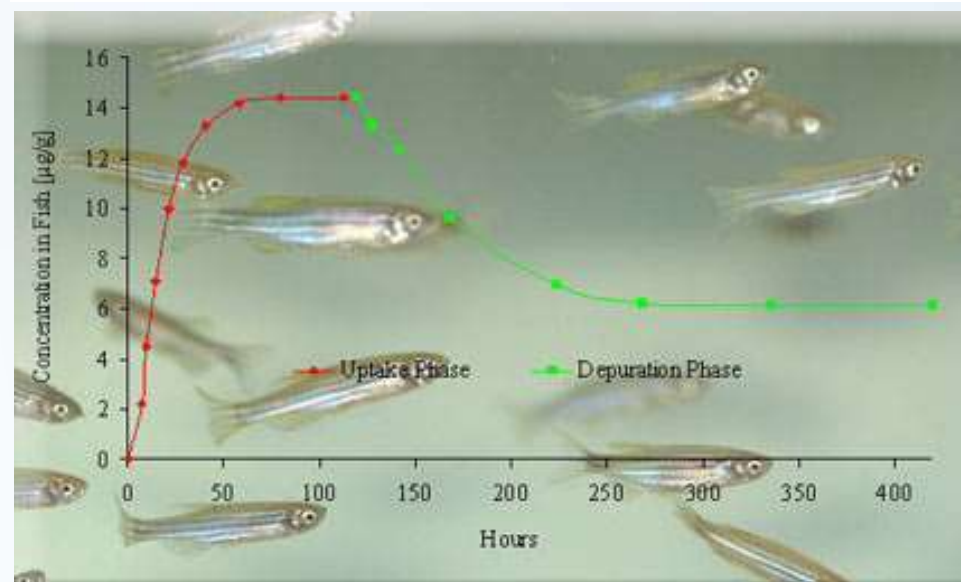 16
14
12
10
8
6
4
2
0
Concentration in Fish [µg/g]
Uptake Phase
Depuration Phase
0 50 100 150 200 250 300 350 400
Hours